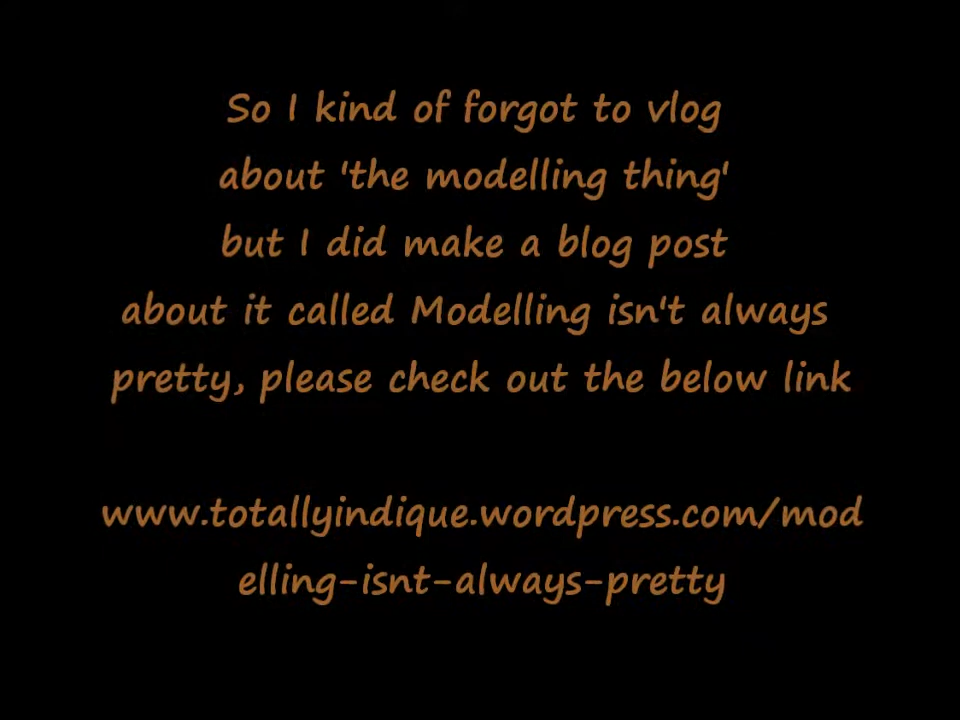 So I kind of forgot to vlog
about 'the modelling thing'
but I did make a blog post
about it called Modelling isn't always
pretty, please check out the below link
www.totallyindique.wordpress.com/mod
elling-isnt-always-pretty